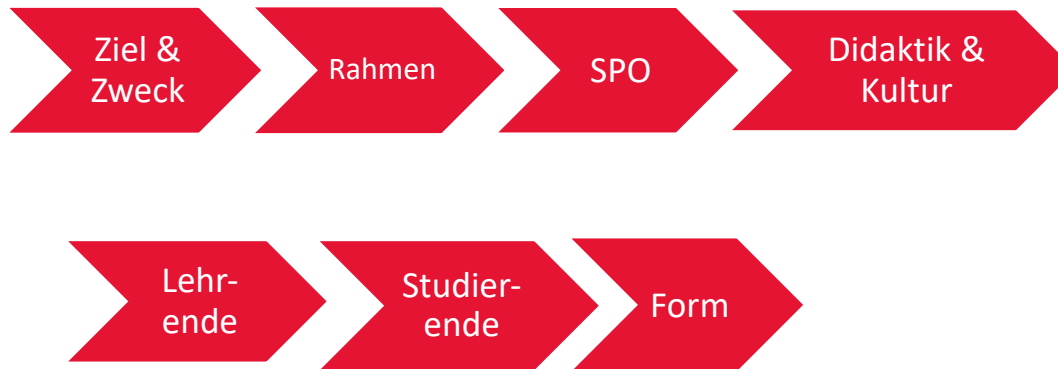 Ziel &
Zweck
Rahmen
SPO
Didaktik &
Kultur
Lehr-
ende
Studier-
ende
Form